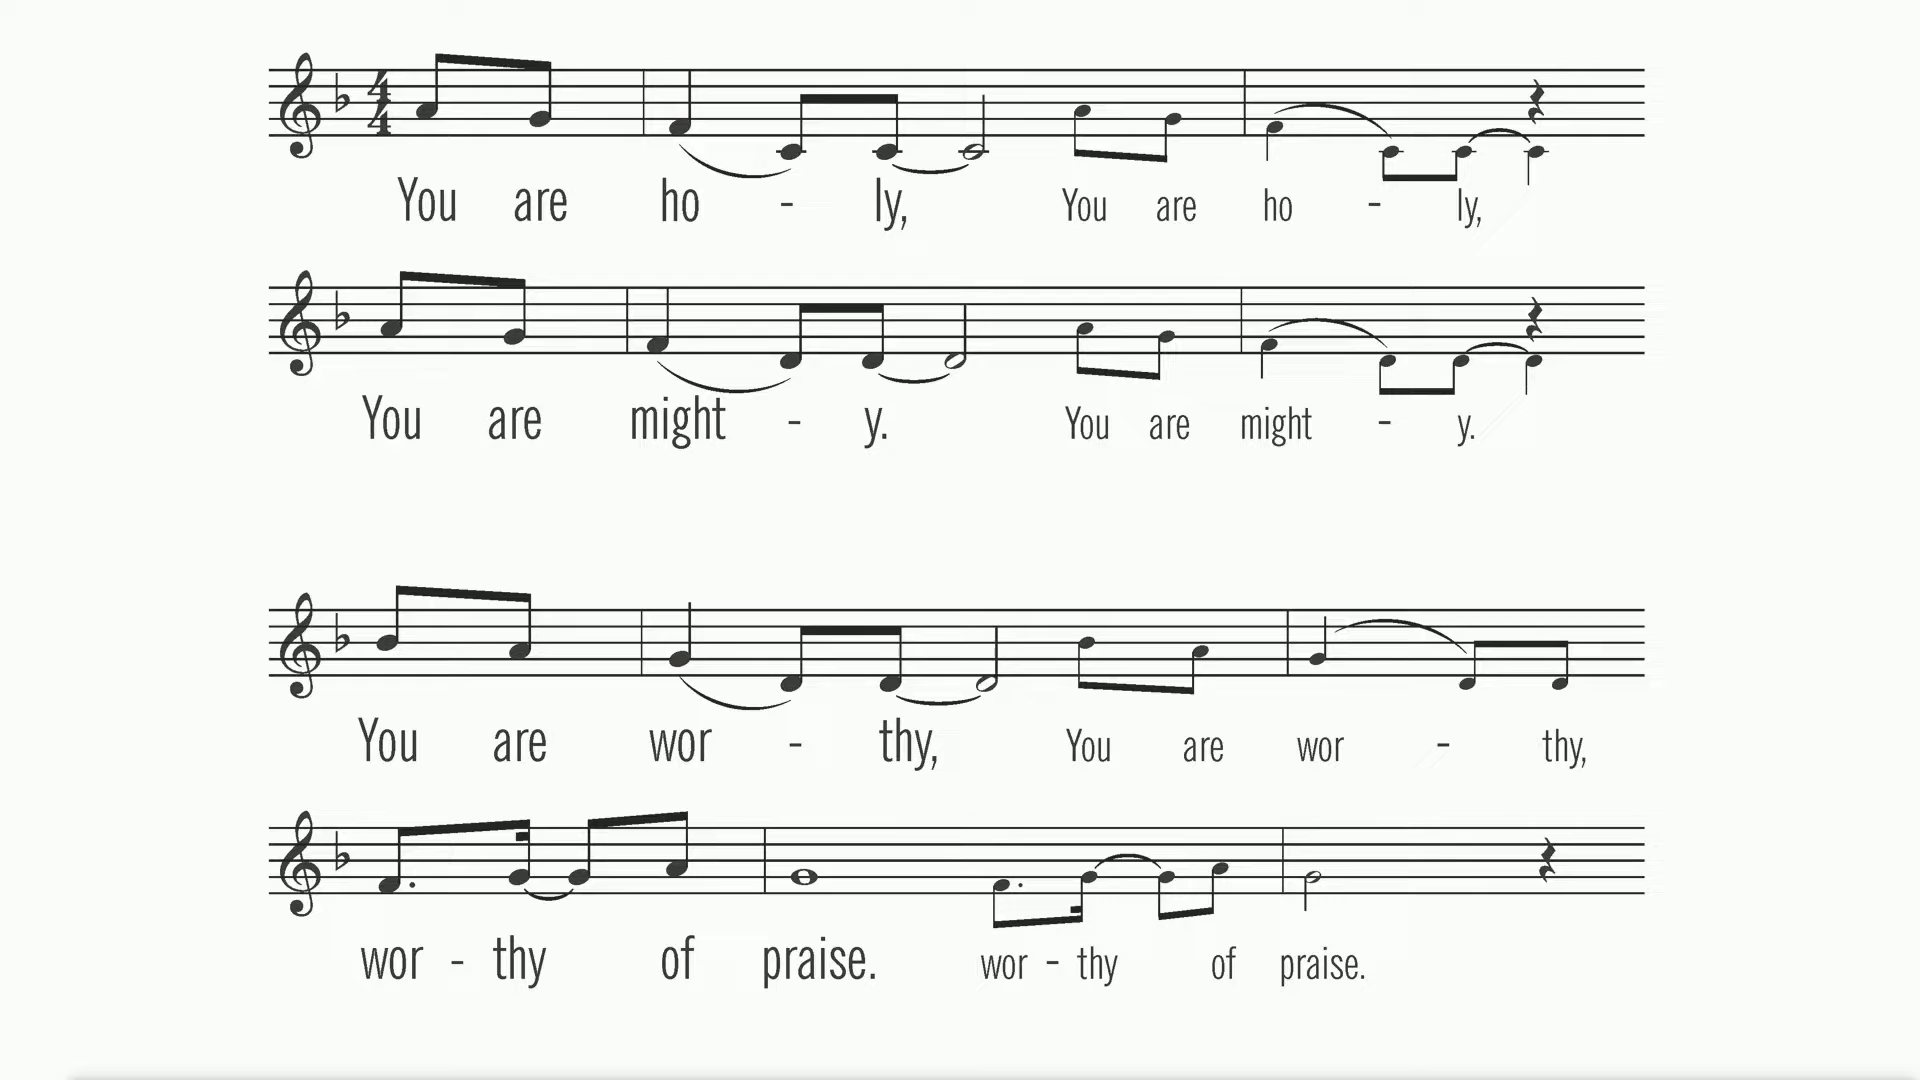 You are ho - ly, You are ho - ly,
You are might - y. You are might - y.
You are wor - thy, You are wor - thy,
wor - thy of praise. wor - thy of praise.